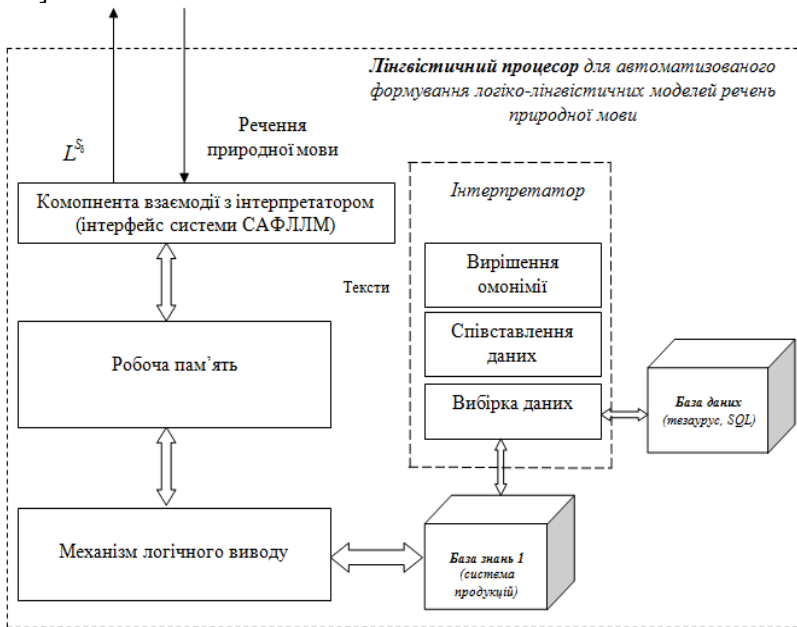 Лінгвістичний процесор для автоматизованого
формування логіко-лінгвістичних моделей речень
природної мови
Речення
природної мови
Комопнента взаємодії з інтерпретатором
(інтерфейс системи САФЛЛМ)
Інтерпретатор
Вирішення
омонімії
Тексти
Співставлення
даних
Робоча пам’ять
Вибірка даних
База даних
(тезаурус, SQL)
Механізм логічного виводу
База знань 1
(система
продукцій)